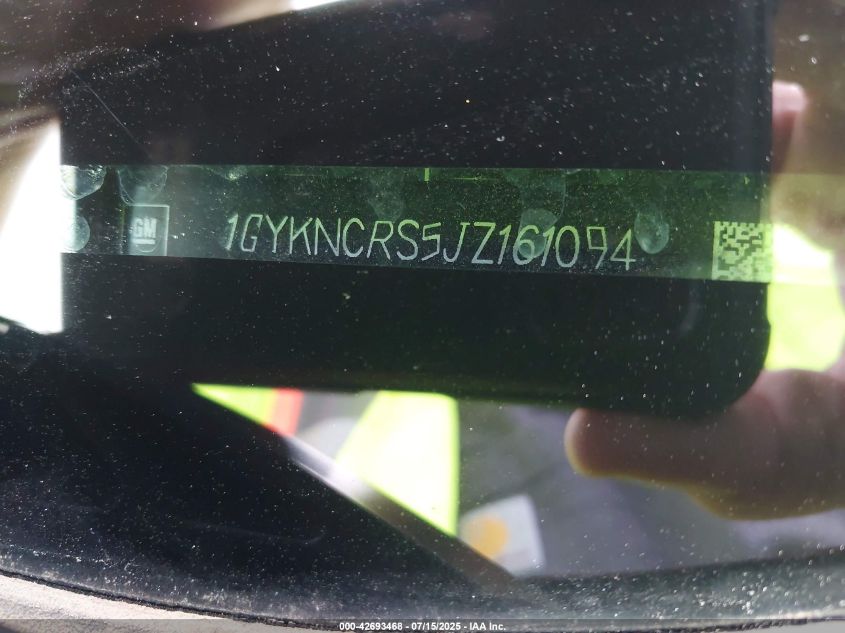 GM
1GYKNCRS5JZ161094
000-42693468 - 07/15/2025 - IAA Inc.